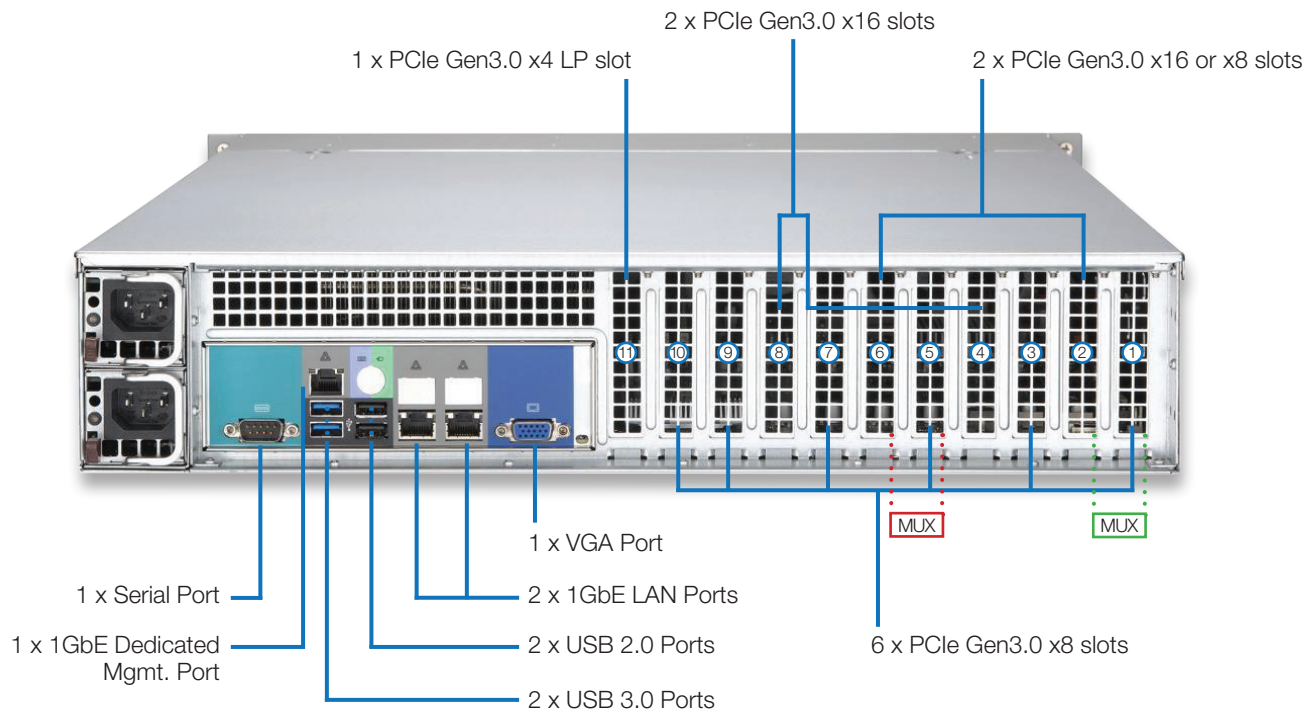 2 x PCIe Gen3.0 x16 slots
1 x PCIe Gen3.0 x4 LP slot
2 x PCIe Gen3.0 x16 or x8 slots
11 10 9 8 7 6 5 4 3 2 1
MUX MUX
1 x VGA Port
1 x Serial Port
2 x 1GbE LAN Ports
1 x 1GbE Dedicated
Mgmt. Port
2 x USB 2.0 Ports
6 x PCIe Gen3.0 x8 slots
2 x USB 3.0 Ports